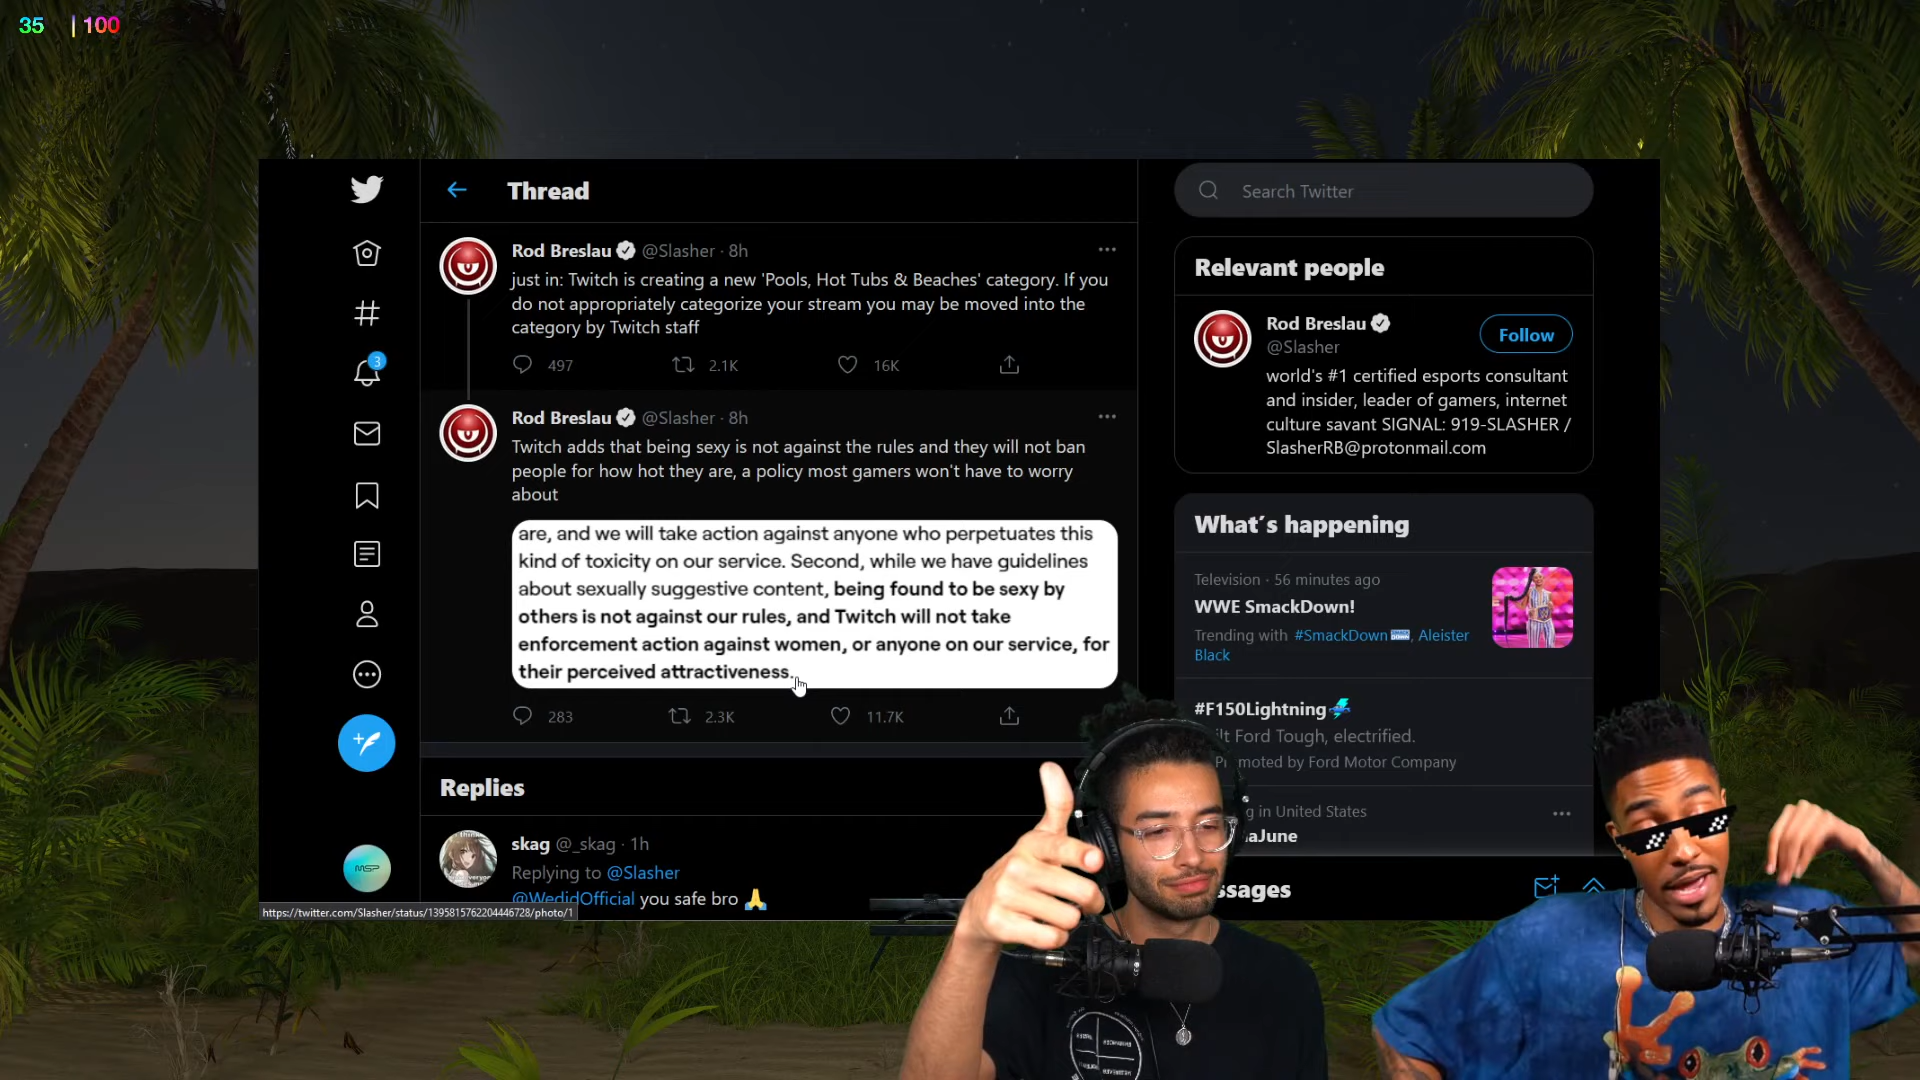 35 | 100
Thread
Search Twitter
Rod Breslau @Slasher · 8h
just in: Twitch is creating a new 'Pools, Hot Tubs & Beaches' category. If you
do not appropriately categorize your stream you may be moved into the
category by Twitch staff
497 2.1K 16K
Rod Breslau @Slasher · 8h
Twitch adds that being sexy is not against the rules and they will not ban
people for how hot they are, a policy most gamers won't have to worry
about
are, and we will take action against anyone who perpetuates this
kind of toxicity on our service. Second, while we have guidelines
about sexually suggestive content, being found to be sexy by
others is not against our rules, and Twitch will not take
enforcement action against women, or anyone on our service, for
their perceived attractiveness.
283 2.3K 11.7K
Replies
skag @_skag · 1h
Replying to @Slasher
@WedidOfficial you safe bro 🙏
3
MSP
https://twitter.com/Slasher/status/1395815762204446728/photo/1
Relevant people
Rod Breslau
@Slasher
Follow
world's #1 certified esports consultant
and insider, leader of gamers, internet
culture savant SIGNAL: 919-SLASHER /
SlasherRB@protonmail.com
What's happening
Television · 56 minutes ago
WWE SmackDown!
Trending with #SmackDown, Aleister
Black
#F150Lightning
lt Ford Tough, electrified.
Promoted by Ford Motor Company
g in United States
aJune
ssages